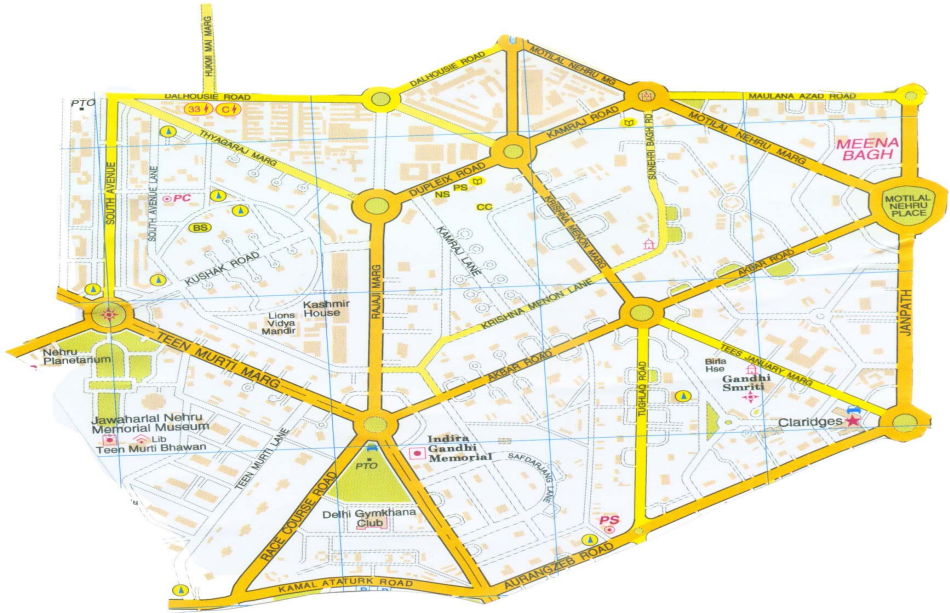 HUKMI MAI MARG
DALHOUSIE ROAD
MOTILAL NEHRU MG
PTO
DALHOUSIE ROAD
33
C
MAULANA AZAD ROAD
KAMRAJ ROAD
MOTILAL NEHRU MARG
THYAGARAJ MARG
SUNEHRI BAGH RD
MEENA
BAGH
DUPLEIX ROAD
PS
NS
CC
SOUTH AVENUE
SOUTH AVENUE LANE
PC
BS
MOTILAL
NEHRU
PLACE
KRISHNA MENON MARG
KAMRAJ LANE
KUSHAK ROAD
AKBAR ROAD
RAJAJI MARG
Kashmir
House
Lions
Vidya
Mandir
KRISHNA MENON LANE
JANPATH
TEEN MURTI MARG
Nehru
Planetarium
AKBAR ROAD
TEES JANUARY MARG
Birla
Hse
Gandhi
Smriti
TUGHLAQ ROAD
Claridges
Jawaharlal Nehru
Memorial Museum
Lib
Teen Murti Bhawan
TEEN MURTI LANE
Indira
Gandhi
Memorial
PTO
SAFDARJANG LANE
RACE COURSE ROAD
Delhi Gymkhana
Club
PS
AURANGZEB ROAD
KAMAL ATATURK ROAD